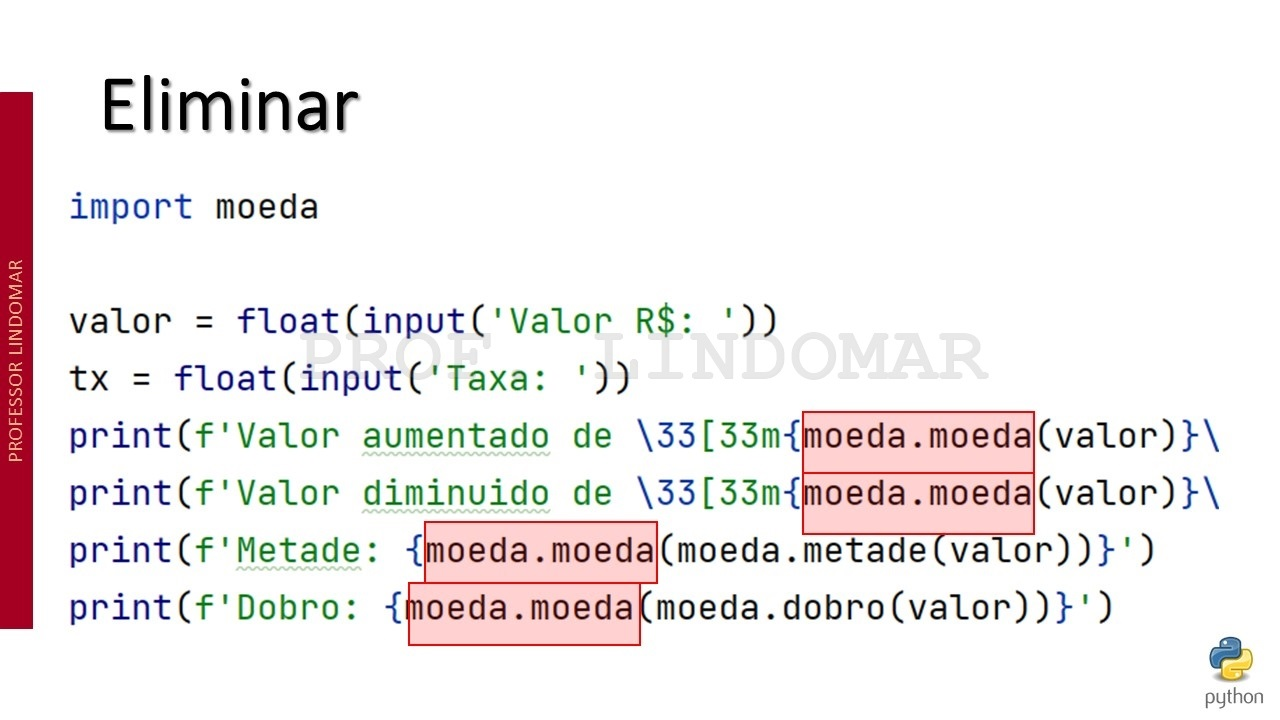 Eliminar
PROFESSOR LINDOMAR
import moeda
valor = float(input('Valor R$: '))
PROF LINDOMAR
tx = float(input('Taxa: '))
print(f'Valor aumentado de \33[33m{moeda.moeda(valor)}\
print(f'Valor diminuido de \33[33m{moeda.moeda(valor)}\
print(f'Metade: {moeda.moeda(moeda.metade(valor))}')
print(f'Dobro: {moeda.moeda(moeda.dobro(valor))}')
python